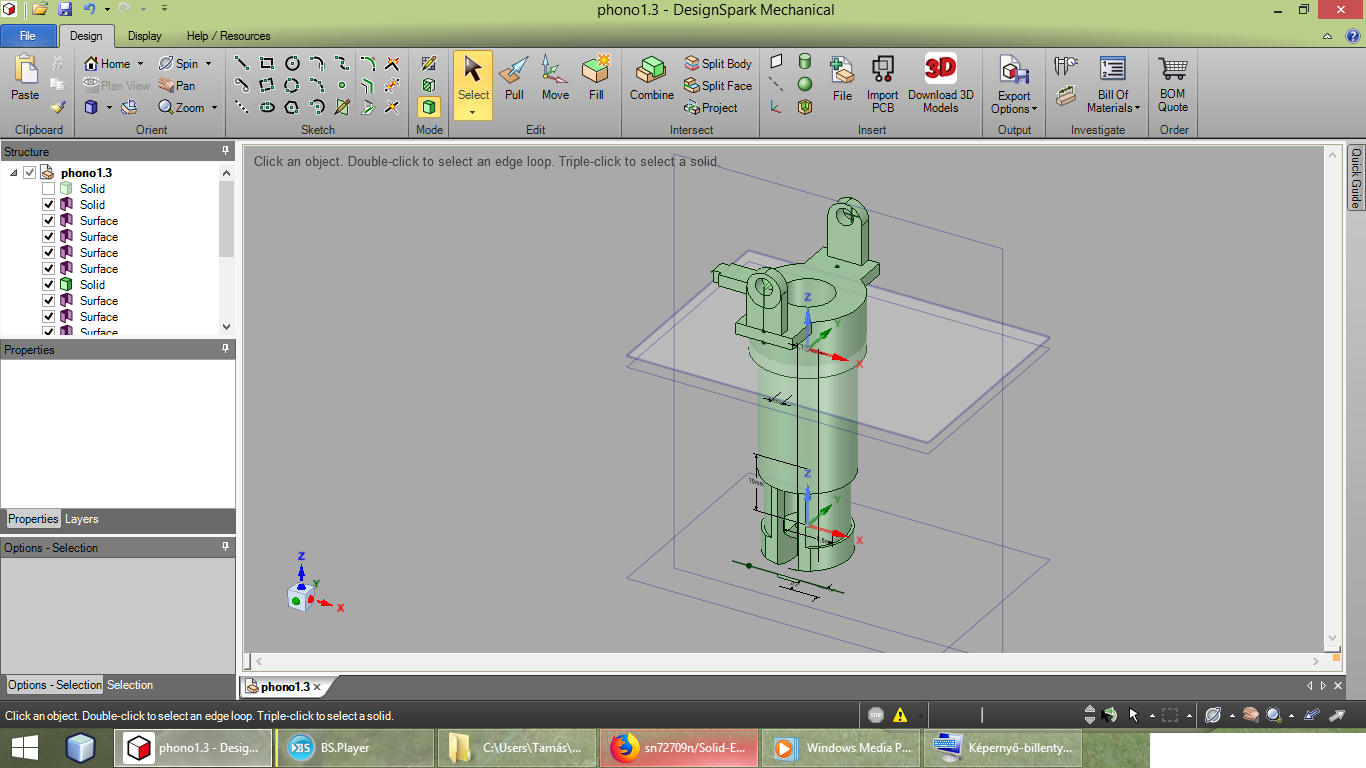 phono1.3 - DesignSpark Mechanical
File Design Display Help / Resources
Paste
Home
Plan View
Spin
Pan
Zoom
Select
Pull
Move
Fill
Combine
Split Body
Split Face
Project
File
Import PCB
Download 3D Models
Export Options
Bill Of Materials
BOM Quote
Clipboard Orient Sketch Mode Edit Intersect Insert Output Investigate Order
Structure
phono1.3
Solid
Solid
Surface
Surface
Surface
Surface
Solid
Surface
Surface
Surface
Properties
Properties Layers
Options - Selection
Options - Selection Selection
Click an object. Double-click to select an edge loop. Triple-click to select a solid.
Quick Guide
Z
Y
X
Z
Y
X
10mm
Z
Y
X
phono1.3
Click an object. Double-click to select an edge loop. Triple-click to select a solid.
STOP
phono1.3 - Desig...
BS
BS.Player
C:\Users\Tamás\...
sn72709n/Solid-E...
Windows Media P...
Képernyő-billenty...